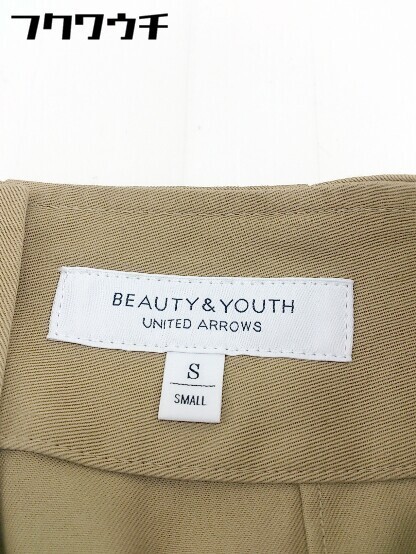 フクワウチ
BEAUTY&YOUTH
UNITED ARROWS
S
SMALL